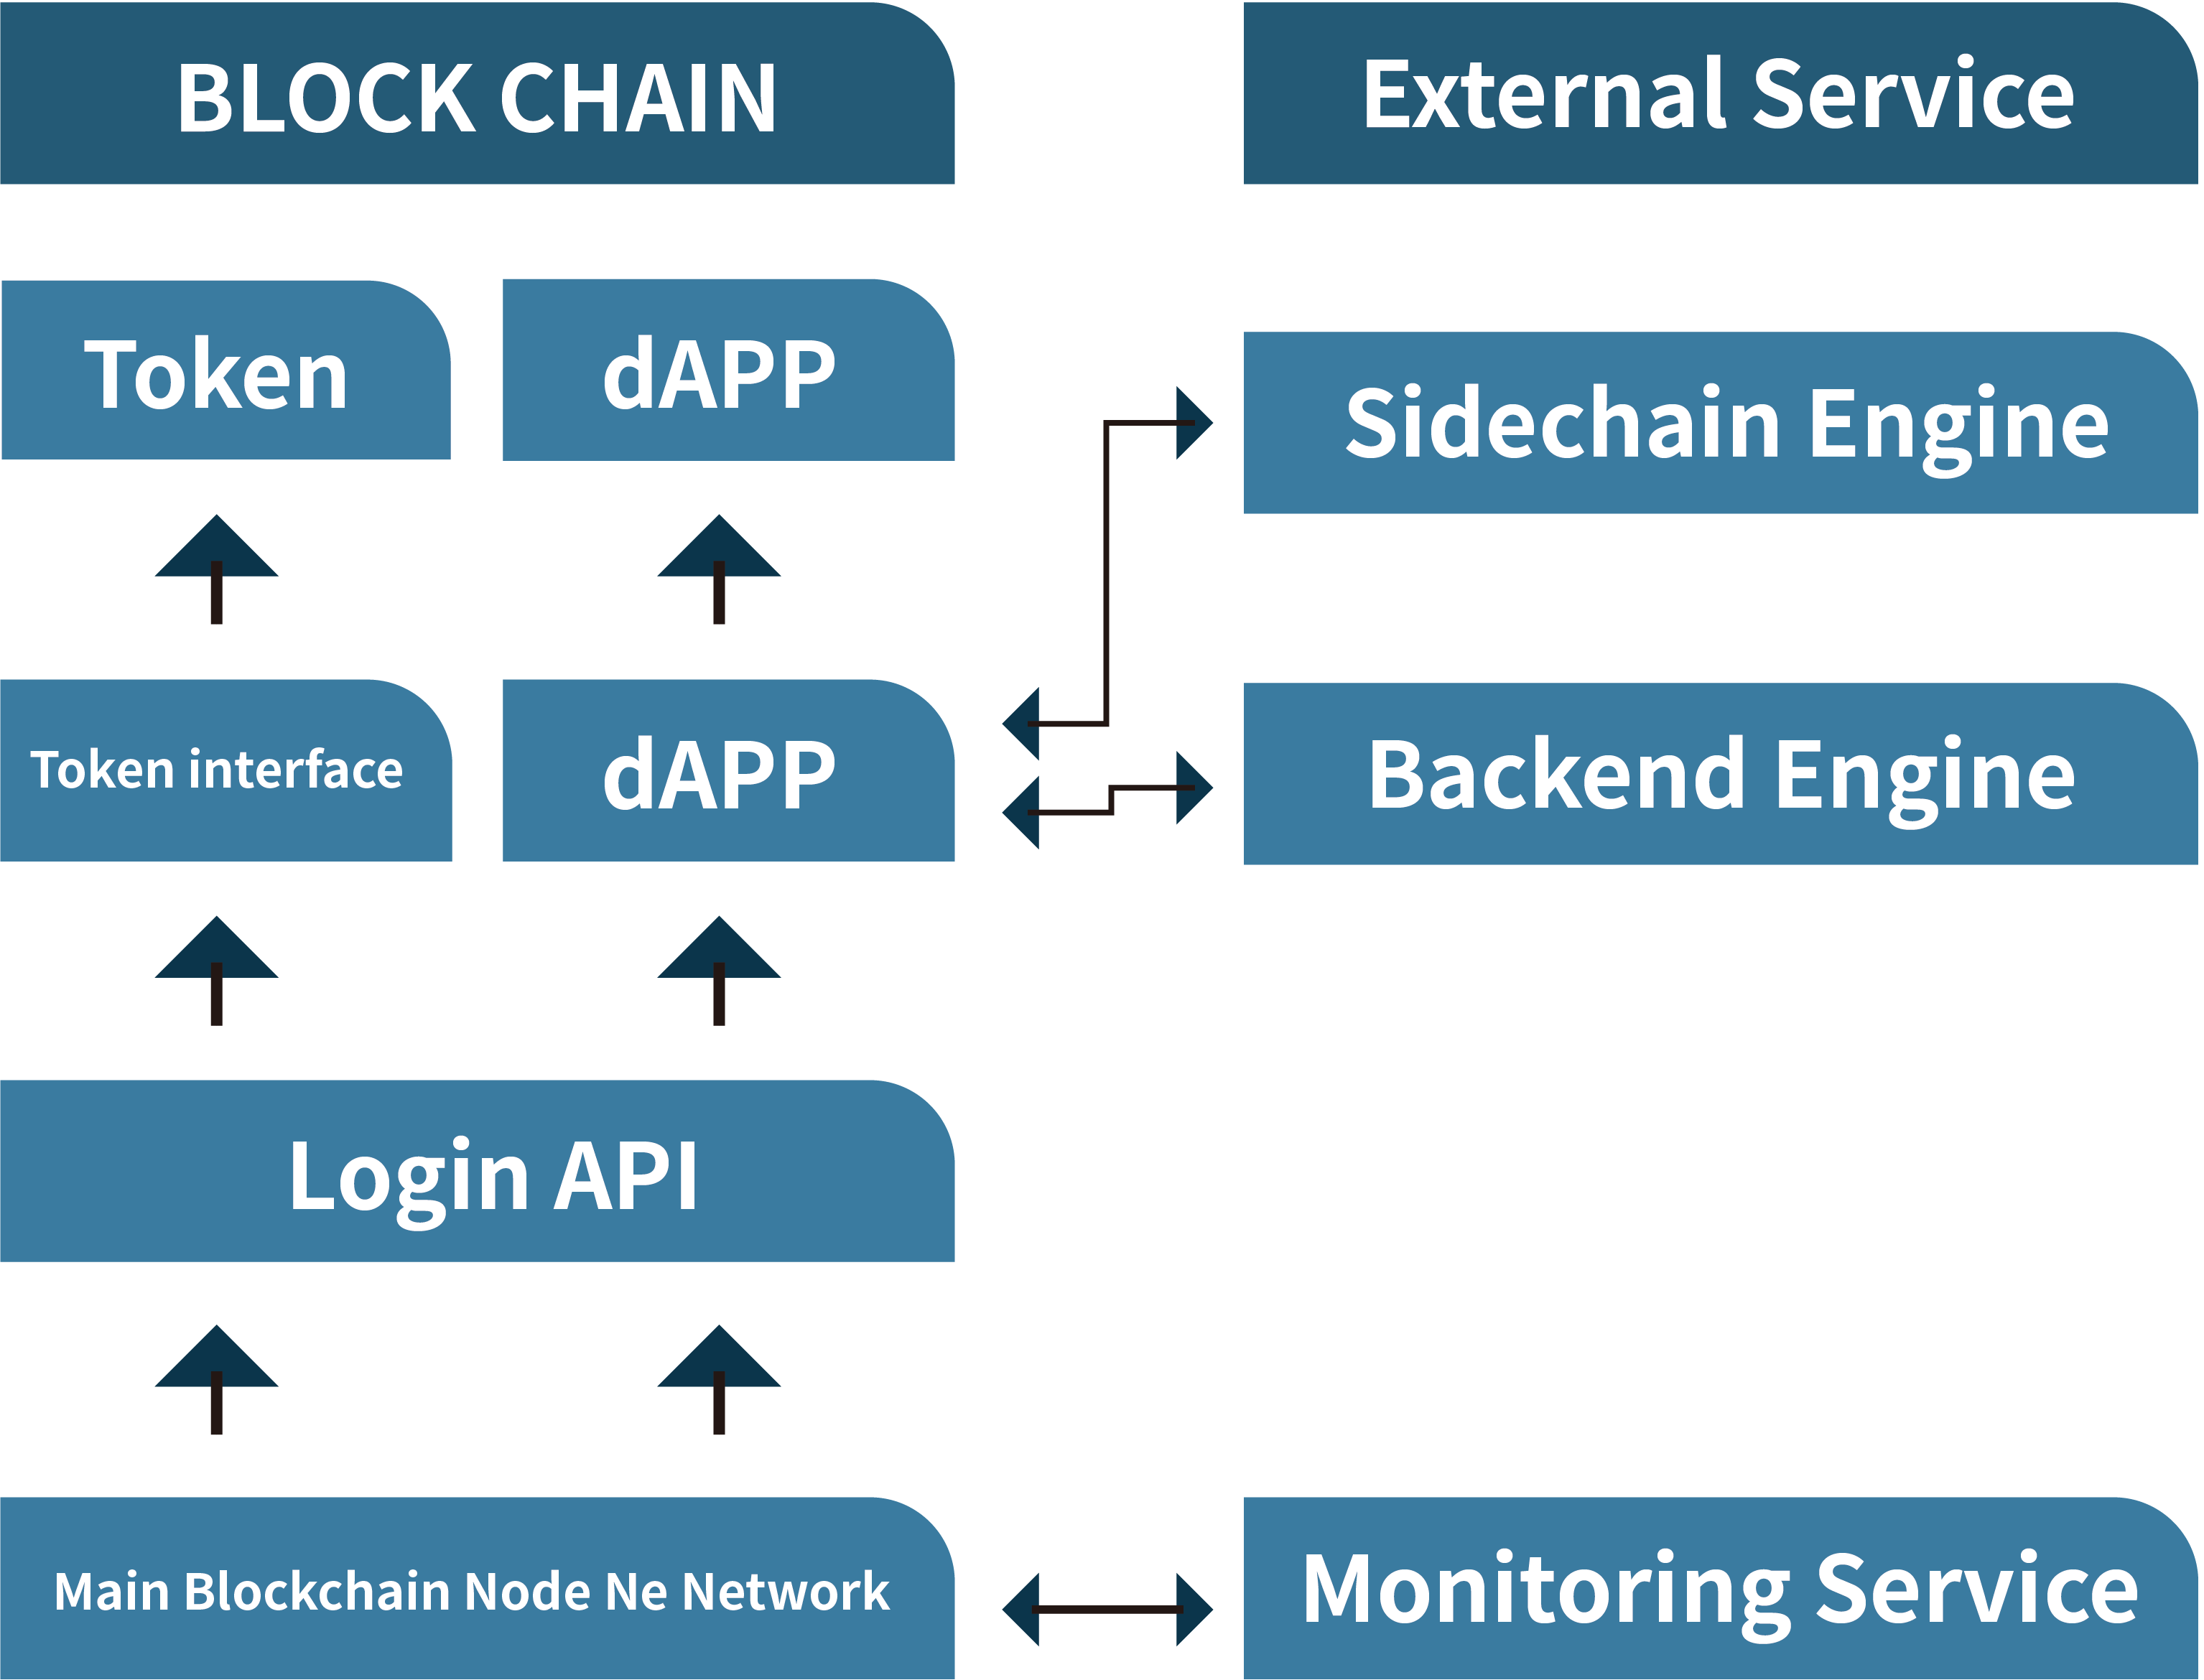 BLOCK CHAIN
External Service
Token
dAPP
Sidechain Engine
Token interface
dAPP
Backend Engine
Login API
Main Blockchain Node Ne Network
Monitoring Service